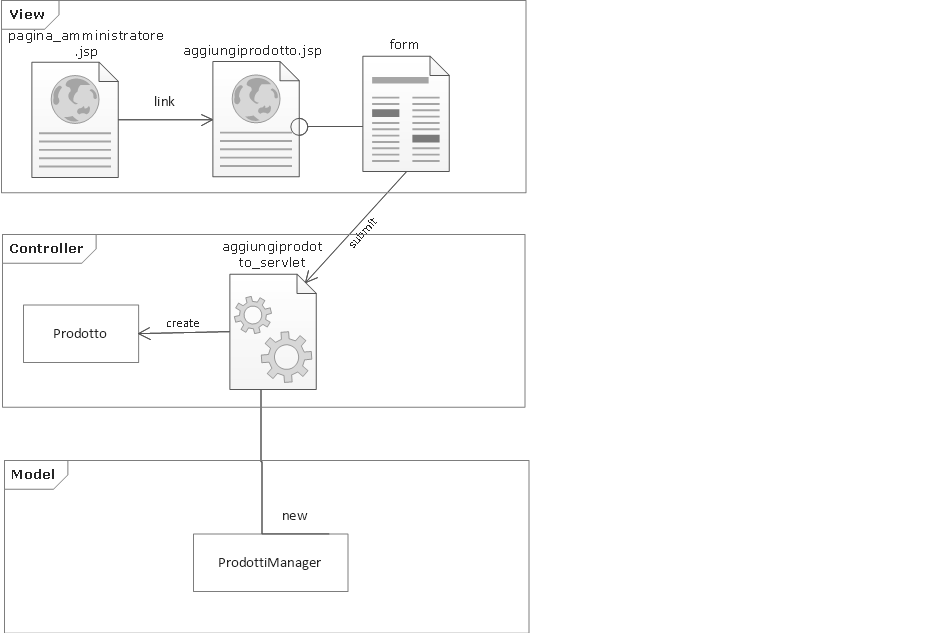 View
pagina_amministratore
.jsp
aggiungiprodotto.jsp
form
link
submit
Controller
aggiungiprodot
to_servlet
Prodotto
create
Model
new
ProdottiManager